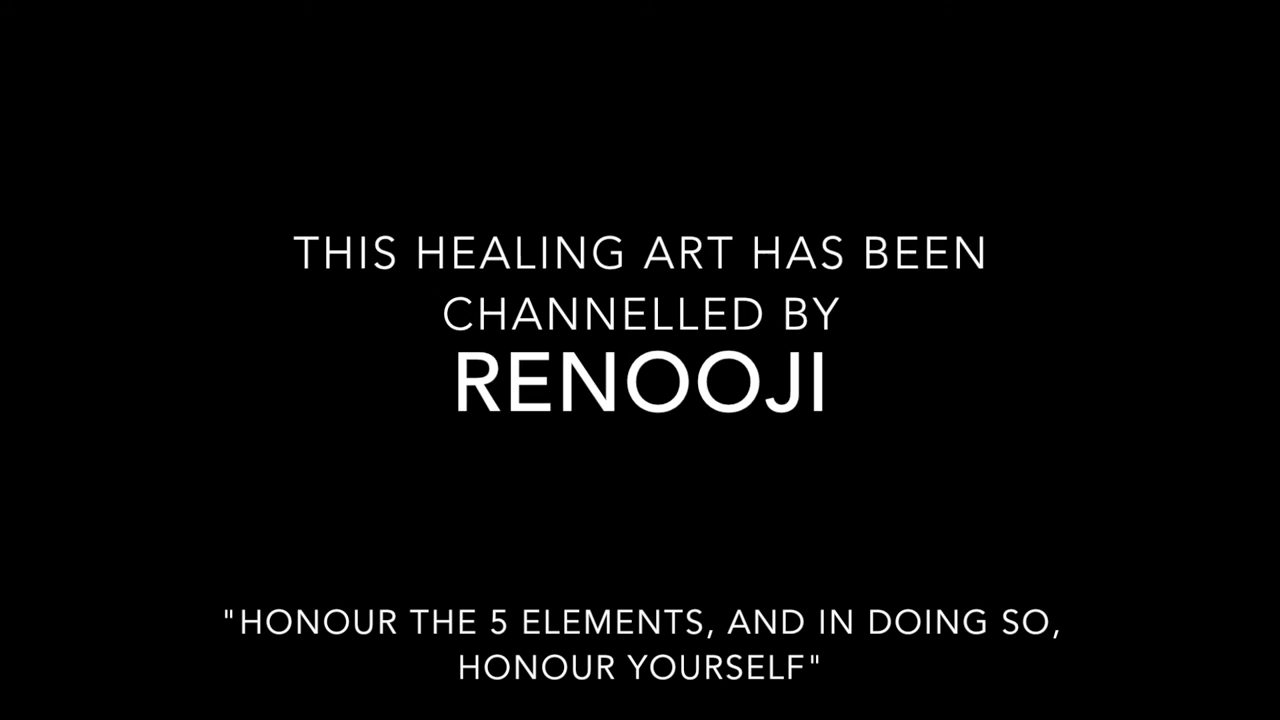 THIS HEALING ART HAS BEEN
CHANNELLED BY
RENOOJI
"HONOUR THE 5 ELEMENTS, AND IN DOING SO,
HONOUR YOURSELF"